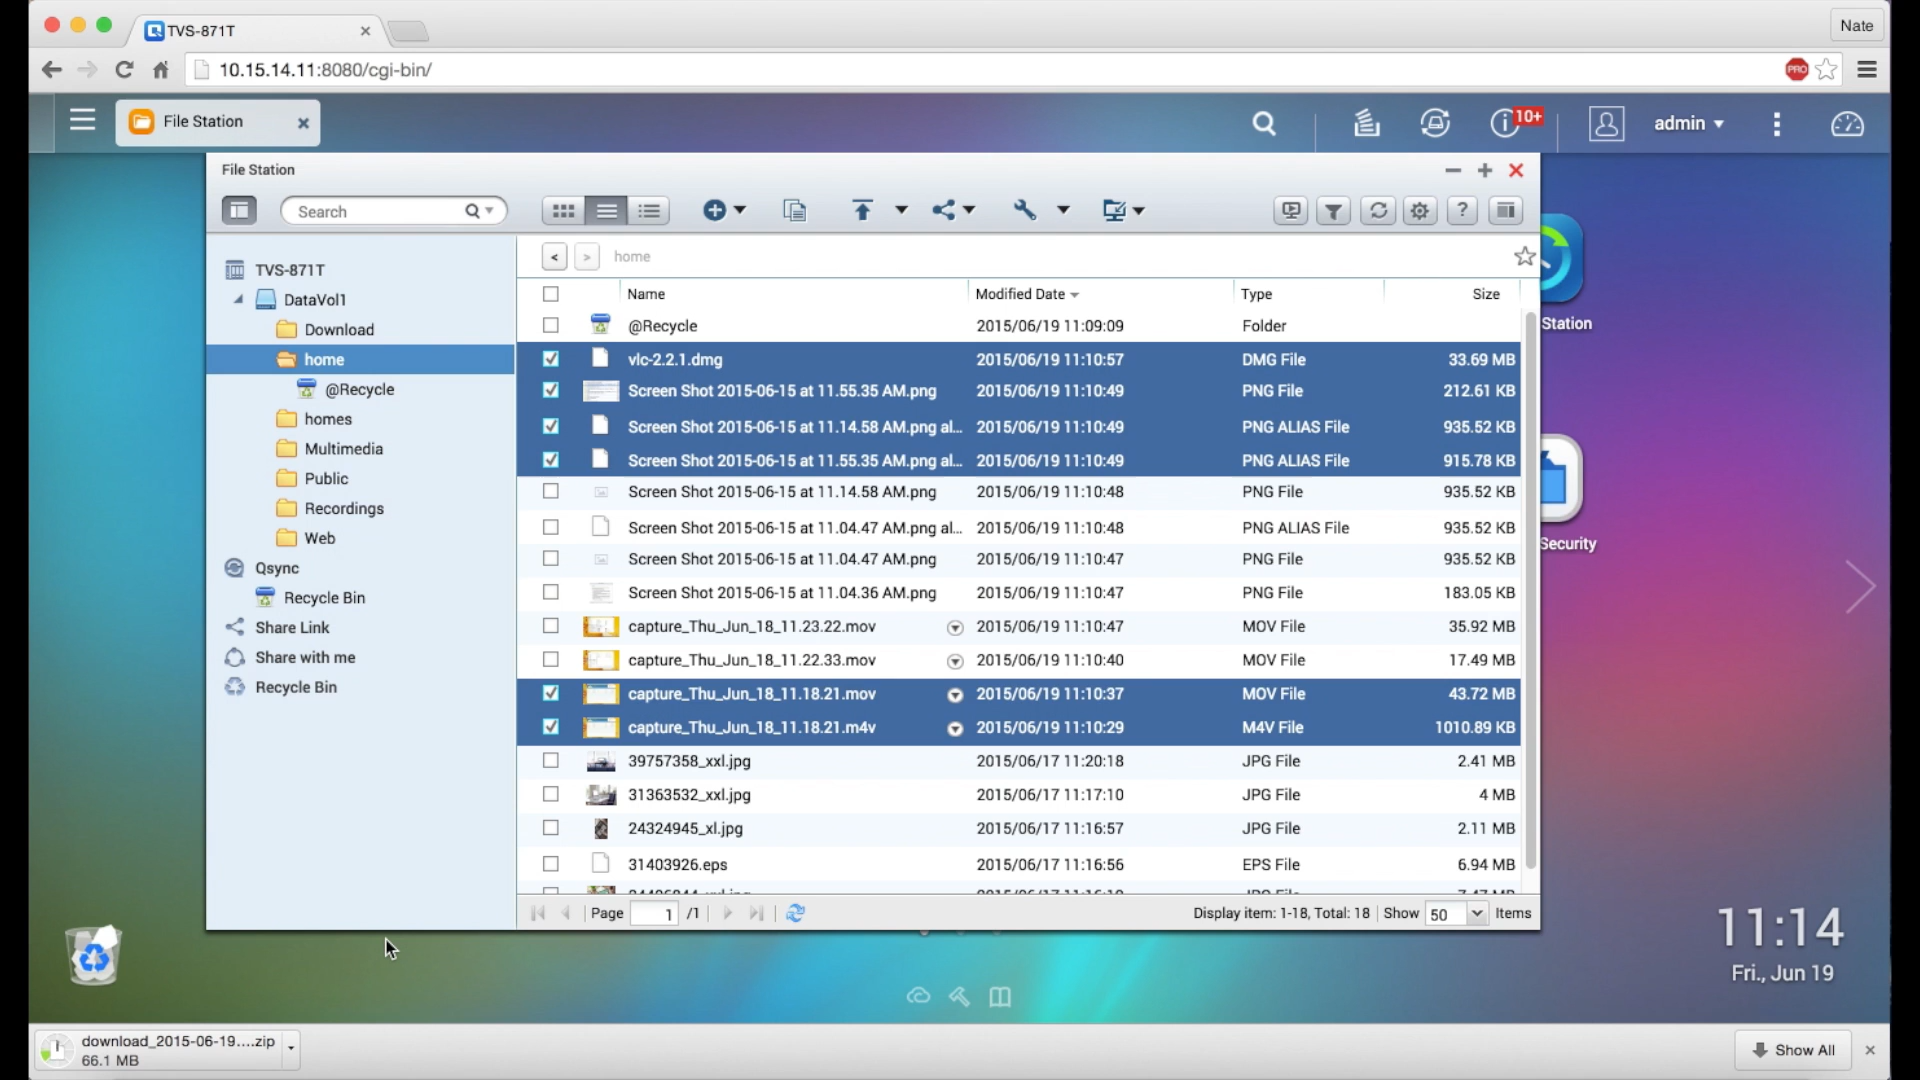 TVS-871T
Nate
10.15.14.11:8080/cgi-bin/
PRO
File Station
10+
admin
File Station
Search
TVS-871T
DataVol1
Download
home
@Recycle
homes
Multimedia
Public
Recordings
Web
Qsync
Recycle Bin
Share Link
Share with me
Recycle Bin
< > home
Name Modified Date Type Size
@Recycle 2015/06/19 11:09:09 Folder
vlc-2.2.1.dmg 2015/06/19 11:10:57 DMG File 33.69 MB
Screen Shot 2015-06-15 at 11.55.35 AM.png 2015/06/19 11:10:49 PNG File 212.61 KB
Screen Shot 2015-06-15 at 11.14.58 AM.png al... 2015/06/19 11:10:49 PNG ALIAS File 935.52 KB
Screen Shot 2015-06-15 at 11.55.35 AM.png al... 2015/06/19 11:10:49 PNG ALIAS File 915.78 KB
Screen Shot 2015-06-15 at 11.14.58 AM.png 2015/06/19 11:10:48 PNG File 935.52 KB
Screen Shot 2015-06-15 at 11.04.47 AM.png al... 2015/06/19 11:10:48 PNG ALIAS File 935.52 KB
Screen Shot 2015-06-15 at 11.04.47 AM.png 2015/06/19 11:10:47 PNG File 935.52 KB
Screen Shot 2015-06-15 at 11.04.36 AM.png 2015/06/19 11:10:47 PNG File 183.05 KB
capture_Thu_Jun_18_11.23.22.mov 2015/06/19 11:10:47 MOV File 35.92 MB
capture_Thu_Jun_18_11.22.33.mov 2015/06/19 11:10:40 MOV File 17.49 MB
capture_Thu_Jun_18_11.18.21.mov 2015/06/19 11:10:37 MOV File 43.72 MB
capture_Thu_Jun_18_11.18.21.m4v 2015/06/19 11:10:29 M4V File 1010.89 KB
39757358_xxl.jpg 2015/06/17 11:20:18 JPG File 2.41 MB
31363532_xxl.jpg 2015/06/17 11:17:10 JPG File 4 MB
24324945_xl.jpg 2015/06/17 11:16:57 JPG File 2.11 MB
31403926.eps 2015/06/17 11:16:56 EPS File 6.94 MB
Page 1 /1 Display item: 1-18, Total: 18 Show 50 Items
Station
Security
11:14
Fri., Jun 19
download_2015-06-19....zip
66.1 MB
Show All